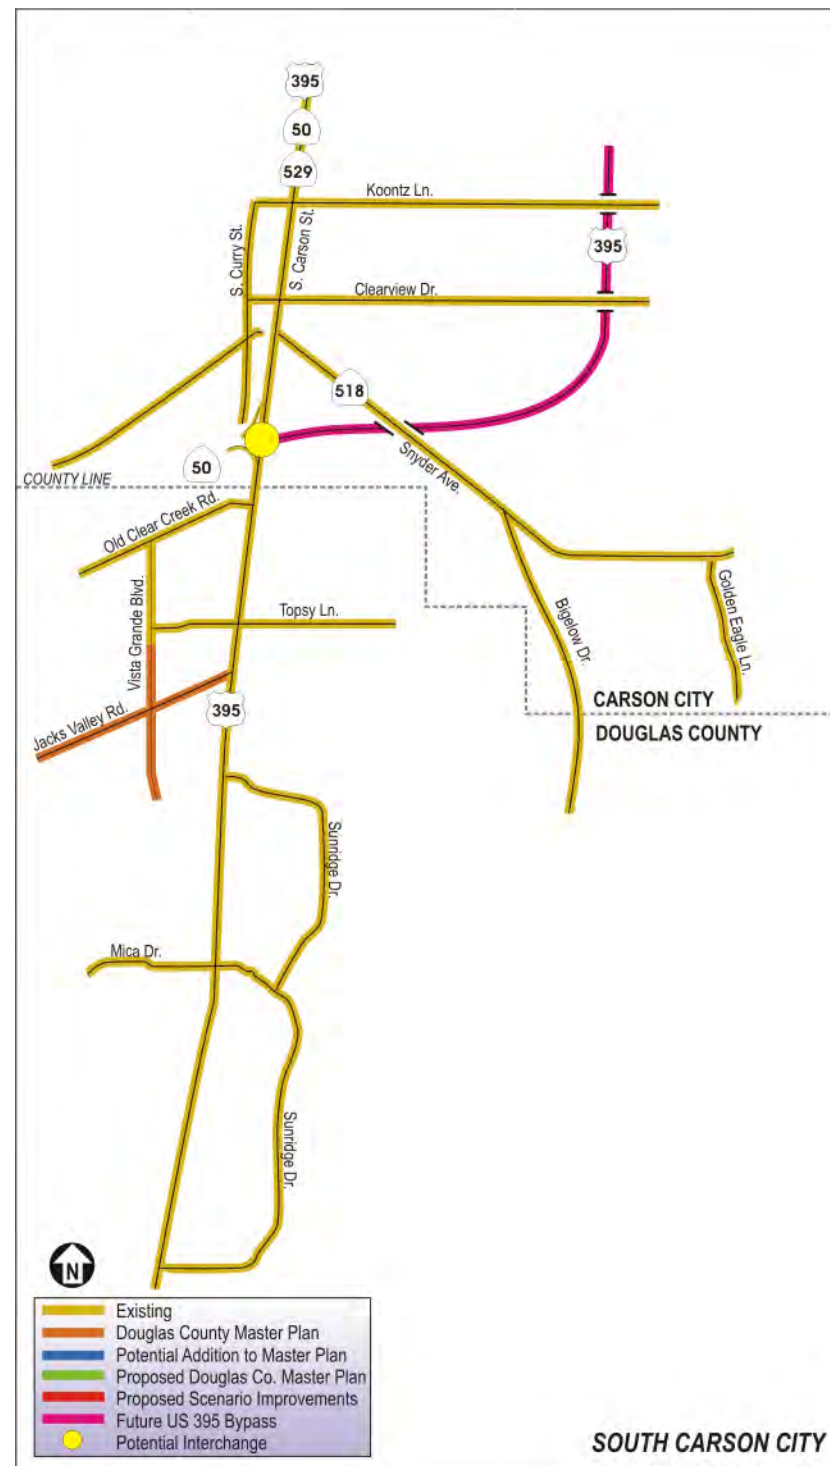 395
50
529
Koontz Ln.
S. Curry St.
S. Carson St.
395
Clearview Dr.
518
Snyder Ave.
50
COUNTY LINE
Old Clear Creek Rd.
Vista Grande Blvd.
Topsy Ln.
Bigelow Dr.
Golden Eagle Ln.
CARSON CITY
DOUGLAS COUNTY
Jacks Valley Rd.
395
Sunridge Dr.
Mica Dr.
Sunridge Dr.
N
Existing
Douglas County Master Plan
Potential Addition to Master Plan
Proposed Douglas Co. Master Plan
Proposed Scenario Improvements
Future US 395 Bypass
Potential Interchange
SOUTH CARSON CITY